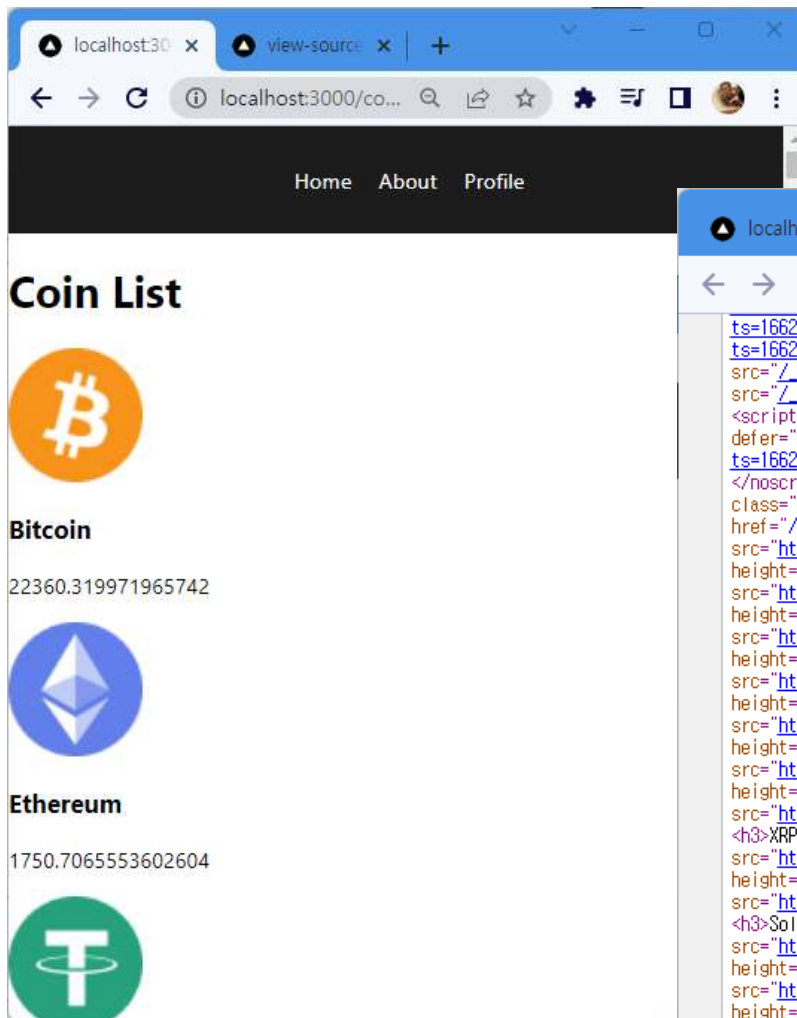 localhost:30
view-source
localhost:3000/co...
Home About Profile
Coin List
Bitcoin
22360.319971965742
Ethereum
1750.7065553602604
localh
ts=1662
ts=1662
src="/_
src="/_
<script
defer="
ts=1662
</noscr
class="
href="/
src="ht
height=
src="ht
height=
src="ht
height=
src="ht
height=
src="ht
height=
src="ht
height=
src="ht
<h3>XRP
src="ht
height=
src="ht
<h3>Sol
src="ht
height=
src="ht
height=